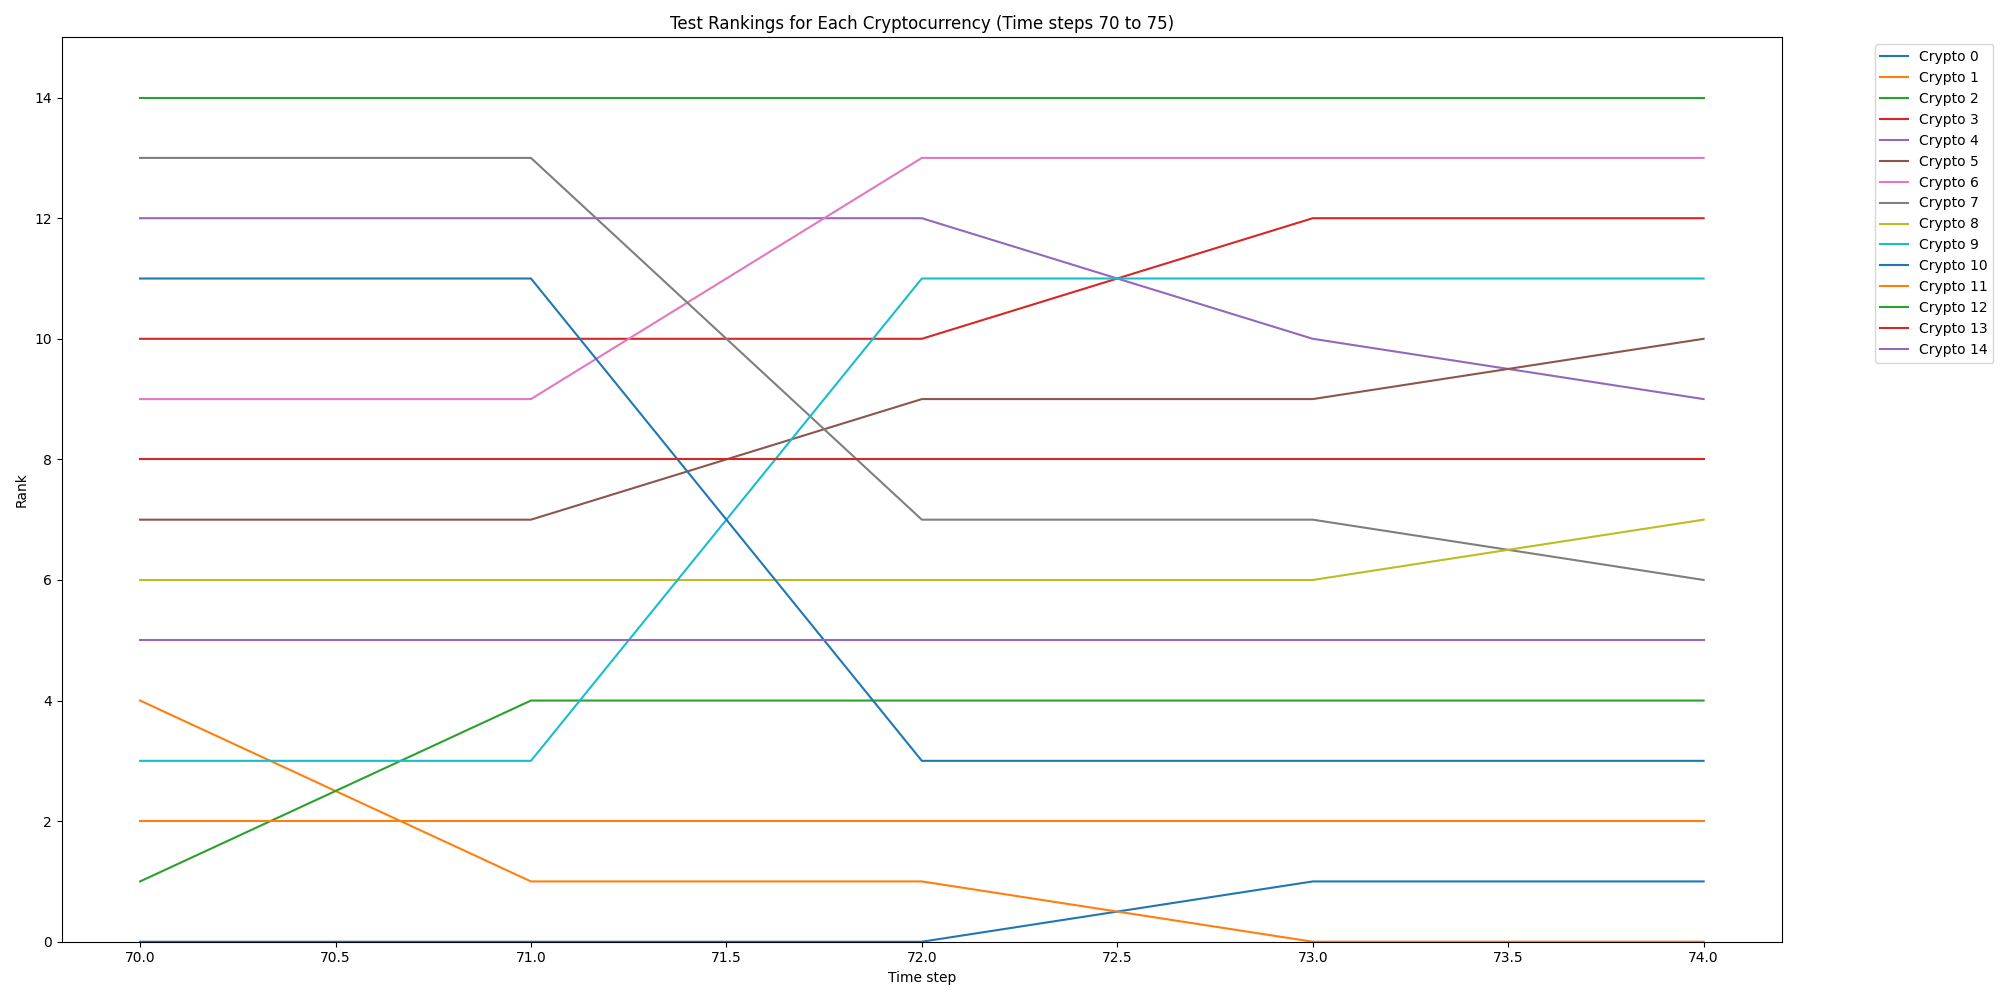 Test Rankings for Each Cryptocurrency (Time steps 70 to 75)
Crypto 0
Crypto 1
Crypto 2
Crypto 3
Crypto 4
Crypto 5
Crypto 6
Crypto 7
Crypto 8
Crypto 9
Crypto 10
Crypto 11
Crypto 12
Crypto 13
Crypto 14
Rank
14
12
10
8
6
4
2
0
70.0 70.5 71.0 71.5 72.0 72.5 73.0 73.5 74.0
Time step